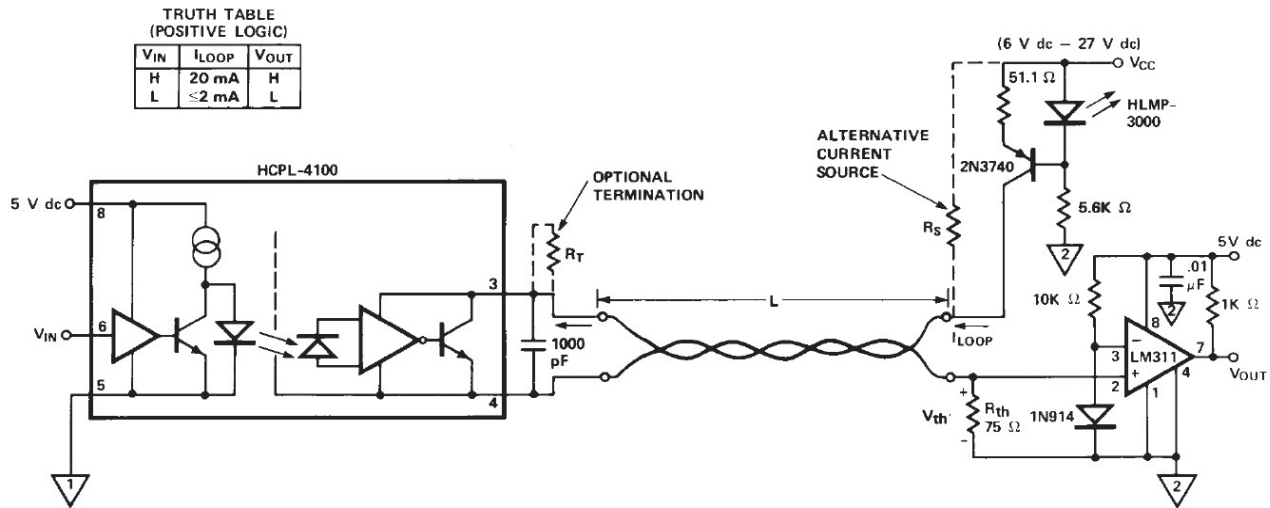 TRUTH TABLE
(POSITIVE LOGIC)
VIN ILOOP VOUT
H 20 mA H
L ≤2 mA L
(6 V dc – 27 V dc)
VCC
51.1 Ω
HLMP-
3000
ALTERNATIVE
CURRENT
SOURCE
2N3740
HCPL-4100
OPTIONAL
TERMINATION
5.6K Ω
5 V dc
8
RS
2
5V dc
RT
3
.01
μF
L
10K Ω
2
1K Ω
VIN
6
8
ILOOP
1000
pF
–
3
LM311
7
+
2
4
VOUT
5
4
1
+
Vth
Rth
75 Ω
–
1N914
1
2